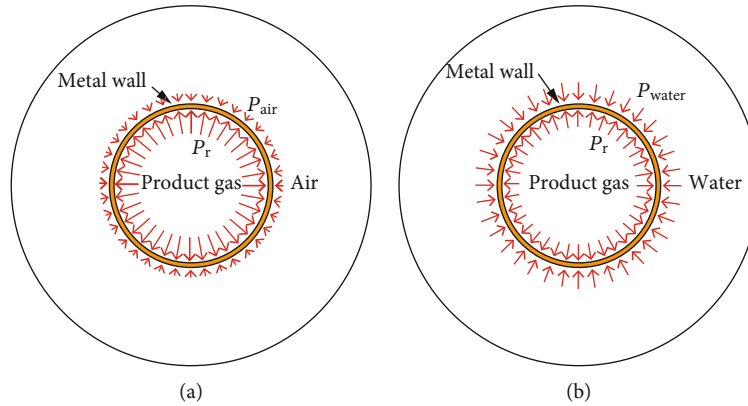 Metal wall
P_air
P_r
Product gas
Air
(a)
Metal wall
P_water
P_r
Product gas
Water
(b)